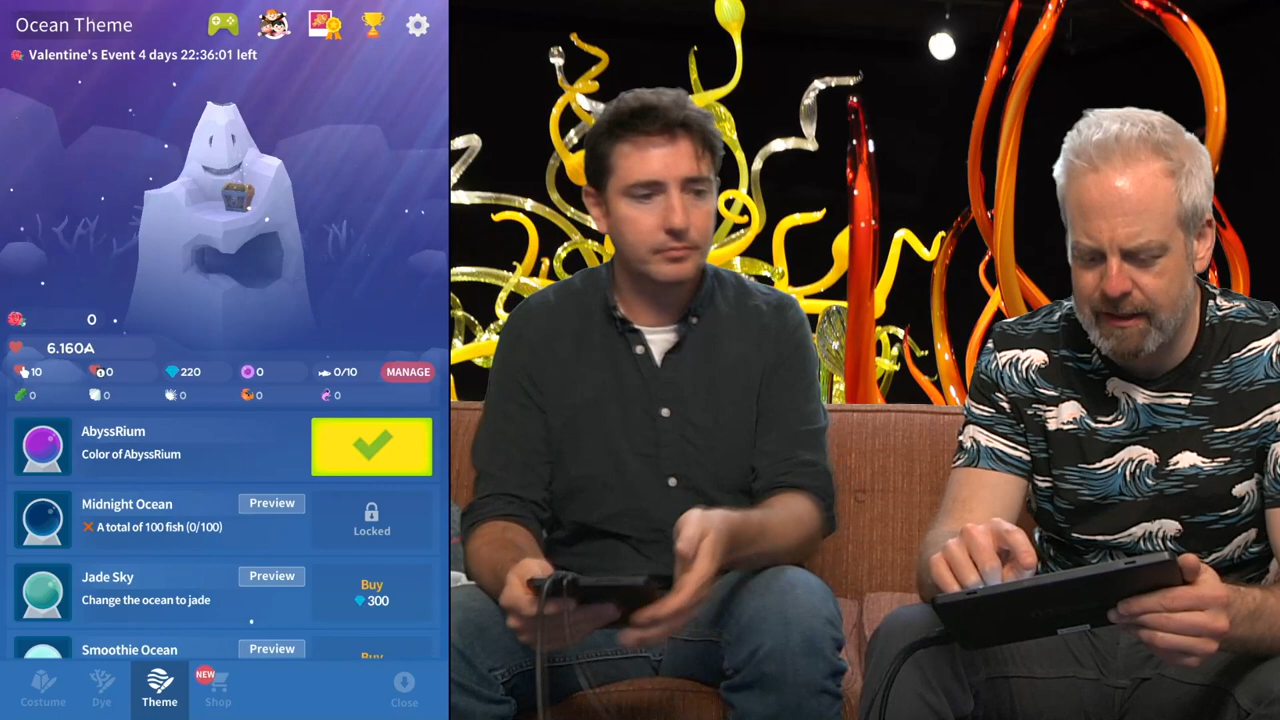 Ocean Theme
Valentine's Event 4 days 22:36:01 left
0
6.160A
10
1 0
220
0
0/10
MANAGE
0
0
0
0
0
AbyssRium
Color of AbyssRium
Midnight Ocean
Preview
A total of 100 fish (0/100)
Locked
Jade Sky
Preview
Change the ocean to jade
Buy
300
Smoothie Ocean
Preview
Buy
Costume
Dye
Theme
NEW
Shop
Close